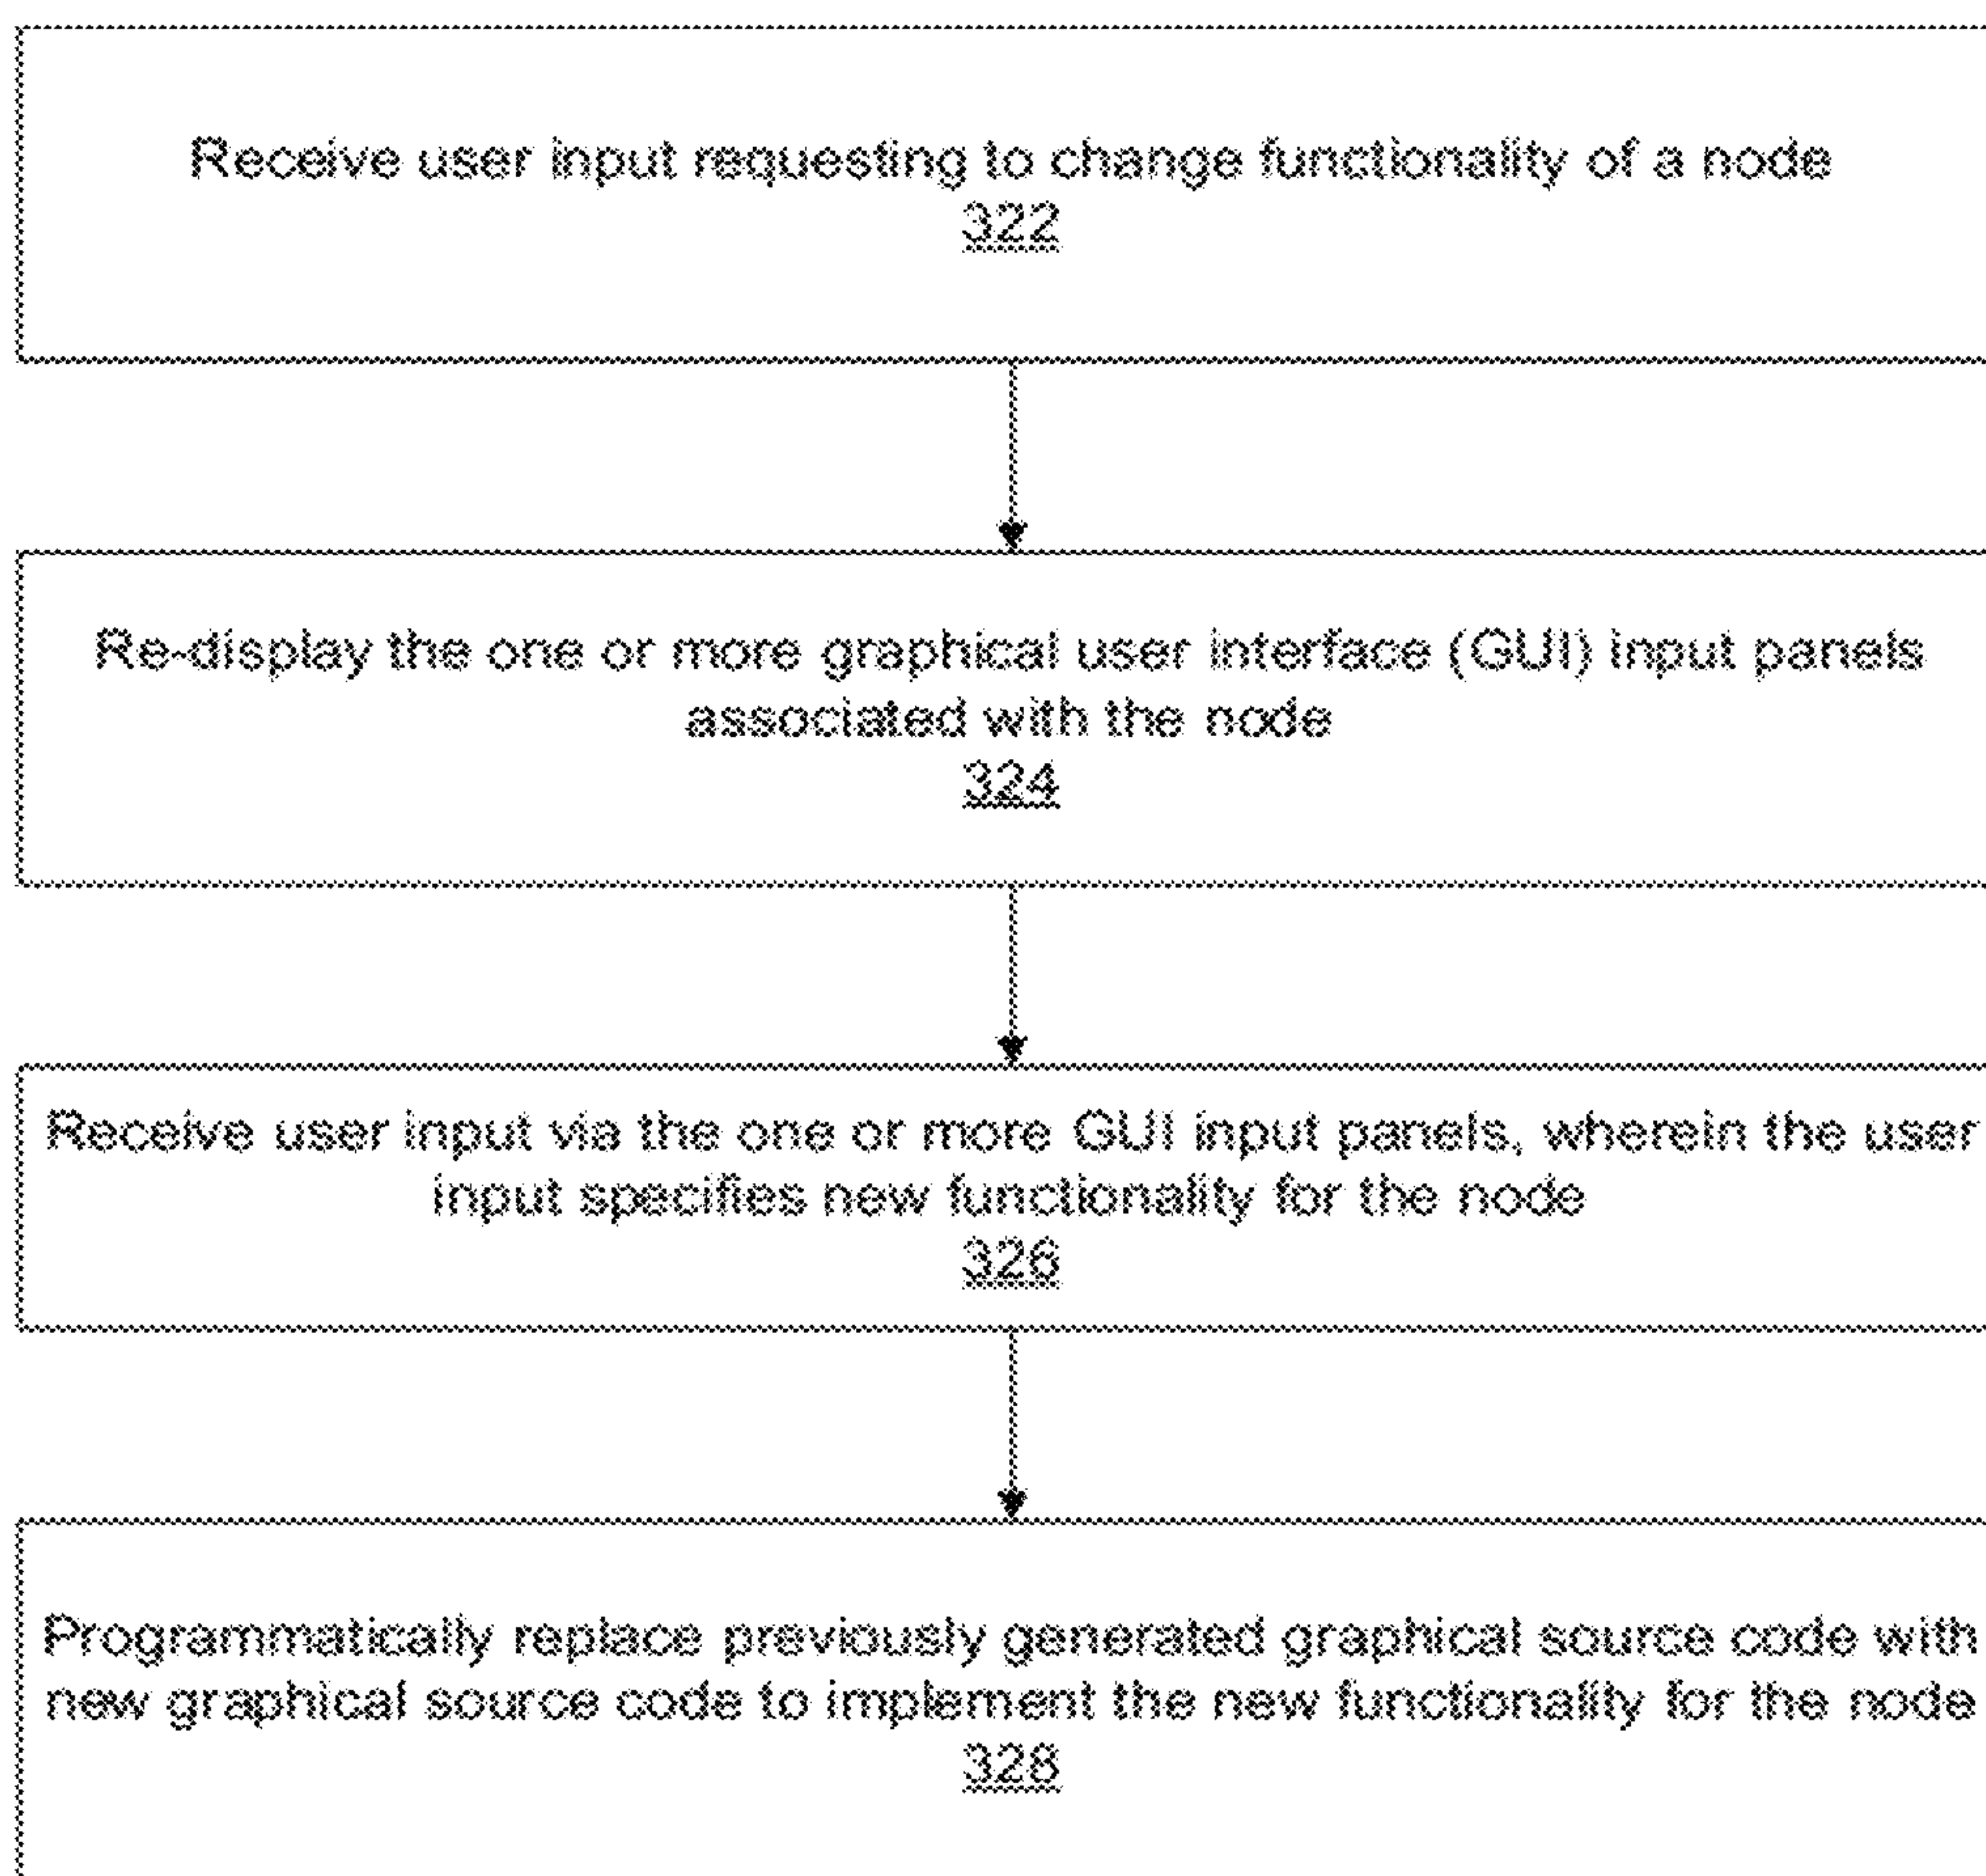 Receive user input requesting to change functionality of a node
322
Re-display the one or more graphical user interface (GUI) input panels
associated with the node
324
Receive user input via the one or more GUI input panels, wherein the user
input specifies new functionality for the node
326
Programmatically replace previously generated graphical source code with
new graphical source code to implement the new functionality for the node
328